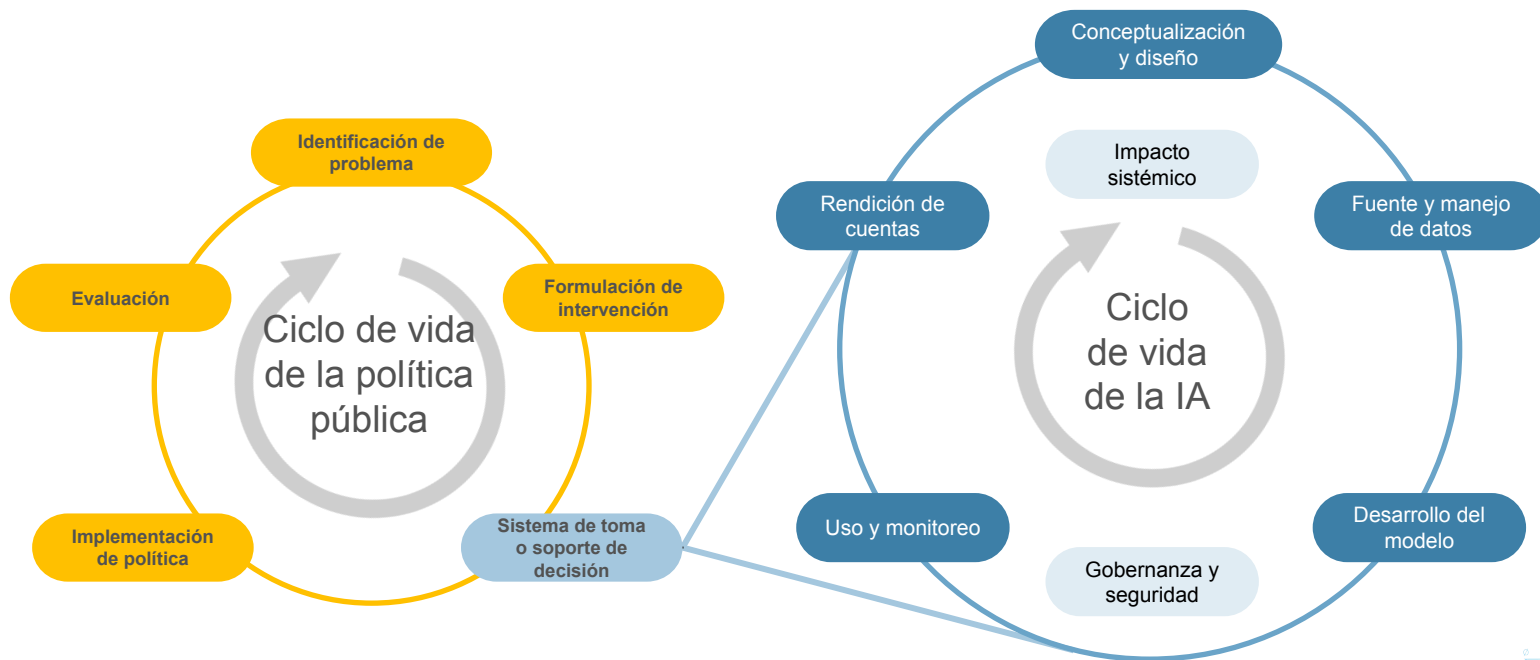 Identificación de
problema
Evaluación
Formulación de
intervención
Ciclo de vida
de la política
pública
Implementación
de política
Sistema de toma
o soporte de
decisión
Conceptualización
y diseño
Impacto
sistémico
Rendición de
cuentas
Fuente y manejo
de datos
Ciclo
de vida
de la IA
Uso y monitoreo
Desarrollo del
modelo
Gobernanza y
seguridad